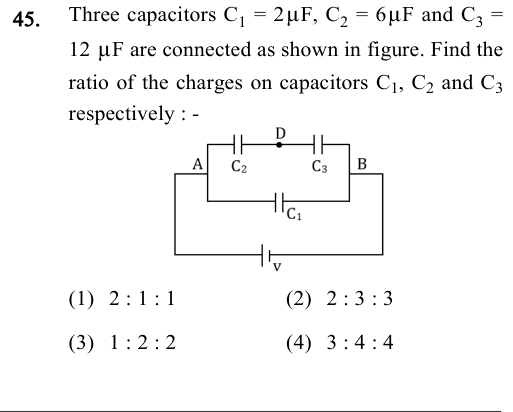 45. Three capacitors C₁ = 2μF, C₂ = 6μF and C₃ =
12 μF are connected as shown in figure. Find the
ratio of the charges on capacitors C₁, C₂ and C₃
respectively : -
D
A C₂ C₃ B
C₁
v
(1) 2 : 1 : 1 (2) 2 : 3 : 3
(3) 1 : 2 : 2 (4) 3 : 4 : 4